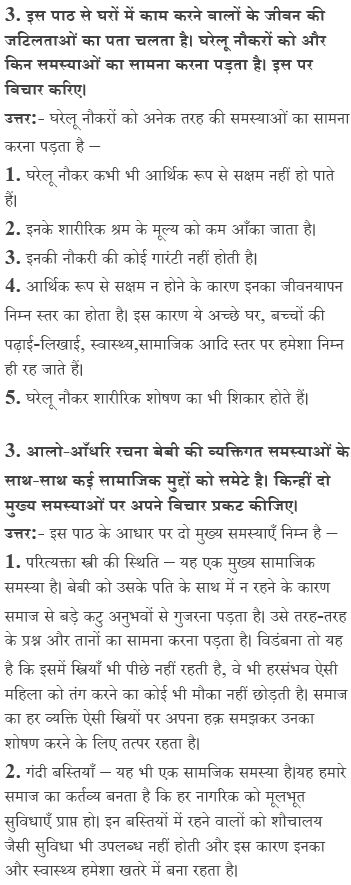 3. इस पाठ से घरों में काम करने वालों के जीवन की
जटिलताओं का पता चलता है। घरेलू नौकरों को और
किन समस्याओं का सामना करना पड़ता है। इस पर
विचार करिए।
उत्तर:- घरेलू नौकरों को अनेक तरह की समस्याओं का सामना
करना पड़ता है –
1. घरेलू नौकर कभी भी आर्थिक रूप से सक्षम नहीं हो पाते
हैं।
2. इनके शारीरिक श्रम के मूल्य को कम आँका जाता है।
3. इनकी नौकरी की कोई गारंटी नहीं होती है।
4. आर्थिक रूप से सक्षम न होने के कारण इनका जीवनयापन
निम्न स्तर का होता है। इस कारण ये अच्छे घर, बच्चों की
पढ़ाई-लिखाई, स्वास्थ्य,सामाजिक आदि स्तर पर हमेशा निम्न
ही रह जाते हैं।
5. घरेलू नौकर शारीरिक शोषण का भी शिकार होते हैं।
3. आलो-आँधरि रचना बेबी की व्यक्तिगत समस्याओं के
साथ-साथ कई सामाजिक मुद्दों को समेटे है। किन्हीं दो
मुख्य समस्याओं पर अपने विचार प्रकट कीजिए।
उत्तर:- इस पाठ के आधार पर दो मुख्य समस्याएँ निम्न है –
1. परित्यक्ता स्त्री की स्थिति – यह एक मुख्य सामाजिक
समस्या है। बेबी को उसके पति के साथ में न रहने के कारण
समाज से बड़े कटु अनुभवों से गुजरना पड़ता है। उसे तरह-तरह
के प्रश्न और तानों का सामना करना पड़ता है। विडंबना तो यह
है कि इसमें स्त्रियाँ भी पीछे नहीं रहती है, वे भी हरसंभव ऐसी
महिला को तंग करने का कोई भी मौका नहीं छोड़ती है। समाज
का हर व्यक्ति ऐसी स्त्रियों पर अपना हक़ समझकर उनका
शोषण करने के लिए तत्पर रहता है।
2. गंदी बस्तियाँ – यह भी एक सामजिक समस्या है।यह हमारे
समाज का कर्तव्य बनता है कि हर नागरिक को मूलभूत
सुविधाएँ प्राप्त हो। इन बस्तियों में रहने वालों को शौचालय
जैसी सुविधा भी उपलब्ध नहीं होती और इस कारण इनका
और स्वास्थ्य हमेशा खतरे में बना रहता है।